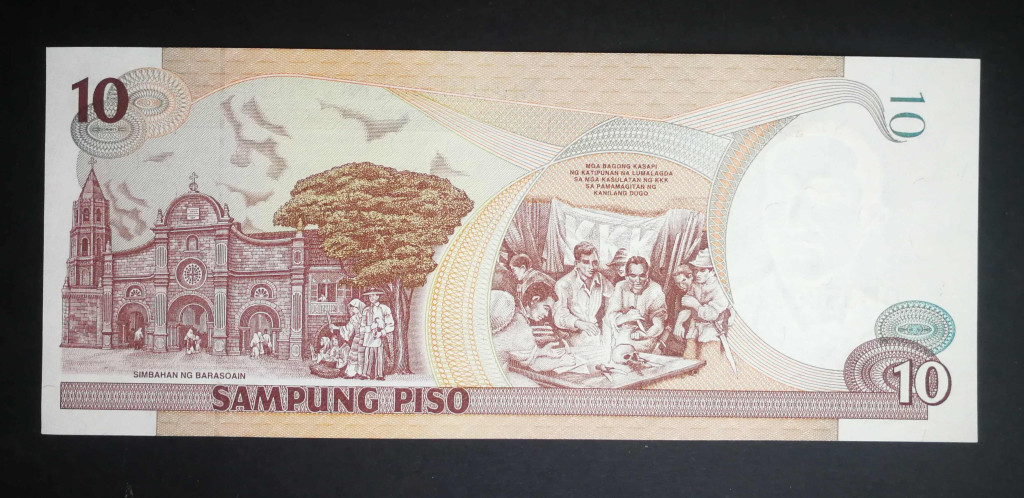 10
10
MGA BAGONG KASAPI
NG KATIPUNAN NA LUMALAGDA
SA MGA KASULATAN NG KKK
SA PAMAMAGITAN NG
KANILANG DUGO
KKK
SIMBAHAN NG BARASOAIN
SAMPUNG PISO
10